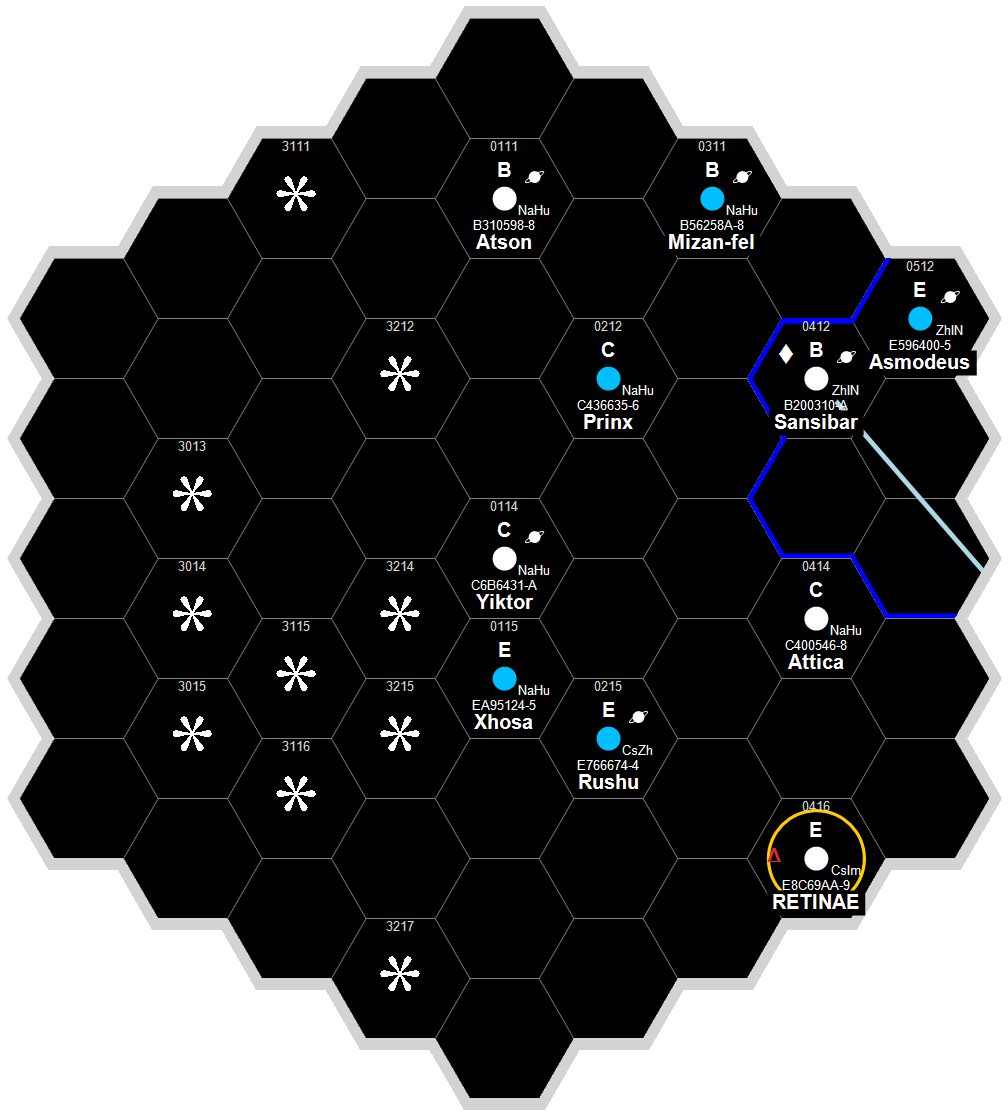 3111
0111
B
NaHu
B310598-8
Atson
0311
B
NaHu
B56258A-8
Mizan-fel
0512
E
ZhIN
E596400-5
Asmodeus
3212
0212
C
NaHu
C436635-6
Prinx
0412
B
ZhIN
B200310-A
Sansibar
3013
0114
C
NaHu
C6B6431-A
Yiktor
3014
3214
0414
C
NaHu
C400546-8
Attica
3115
0115
E
NaHu
EA95124-5
Xhosa
3015
3215
0215
E
CsZh
E766674-4
Rushu
3116
0416
E
CsIm
E8C69AA-9
RETINAE
3217